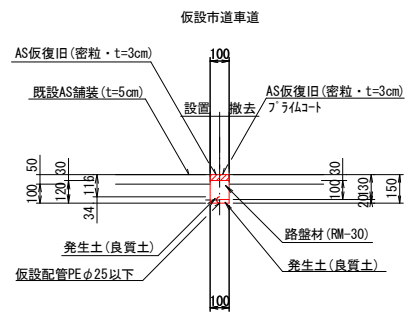 仮設市道車道
100
AS仮復旧(密粒・t=3cm)
AS仮復旧(密粒・t=3cm)
プライムコート
既設AS舗装(t=5cm)
設置
撤去
50
30
30
100
120
116
34
100
130
20
150
路盤材(RM-30)
発生土(良質土)
発生土(良質土)
仮設配管PEφ25以下
100